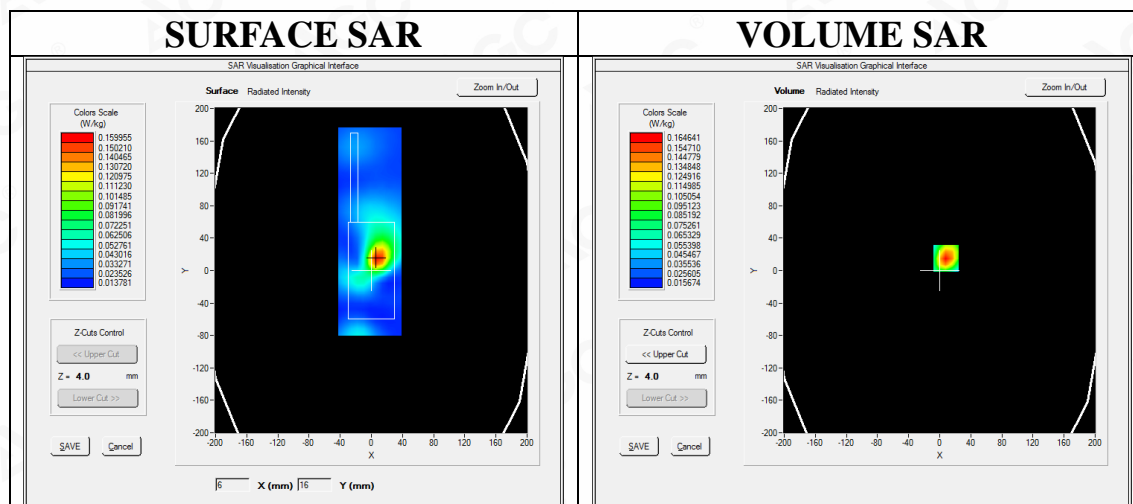 SURFACE SAR
SAR Visualisation Graphical Interface
Surface Radiated Intensity
Zoom In/Out
Colors Scale
(W/kg)
0.159955
0.150210
0.140465
0.130720
0.120975
0.111230
0.101485
0.091741
0.081996
0.072251
0.062506
0.052761
0.043016
0.033271
0.023526
0.013781
Z-Cuts Control
<< Upper Cut
Z = 4.0 mm
Lower Cut >>
SAVE Cancel
200
160
120
80
40
0
-40
-80
-120
-160
-200
Y
-200 -160 -120 -80 -40 0 40 80 120 160 200
X
6 X (mm) 16 Y (mm)
VOLUME SAR
SAR Visualisation Graphical Interface
Volume Radiated Intensity
Zoom In/Out
Colors Scale
(W/kg)
0.164641
0.154710
0.144779
0.134848
0.124916
0.114985
0.105054
0.095123
0.085192
0.075261
0.065329
0.055398
0.045467
0.035536
0.025605
0.015674
Z-Cuts Control
<< Upper Cut
Z = 4.0 mm
Lower Cut >>
SAVE Cancel
200
160
120
80
40
0
-40
-80
-120
-160
-200
Y
-200 -160 -120 -80 -40 0 40 80 120 160 200
X